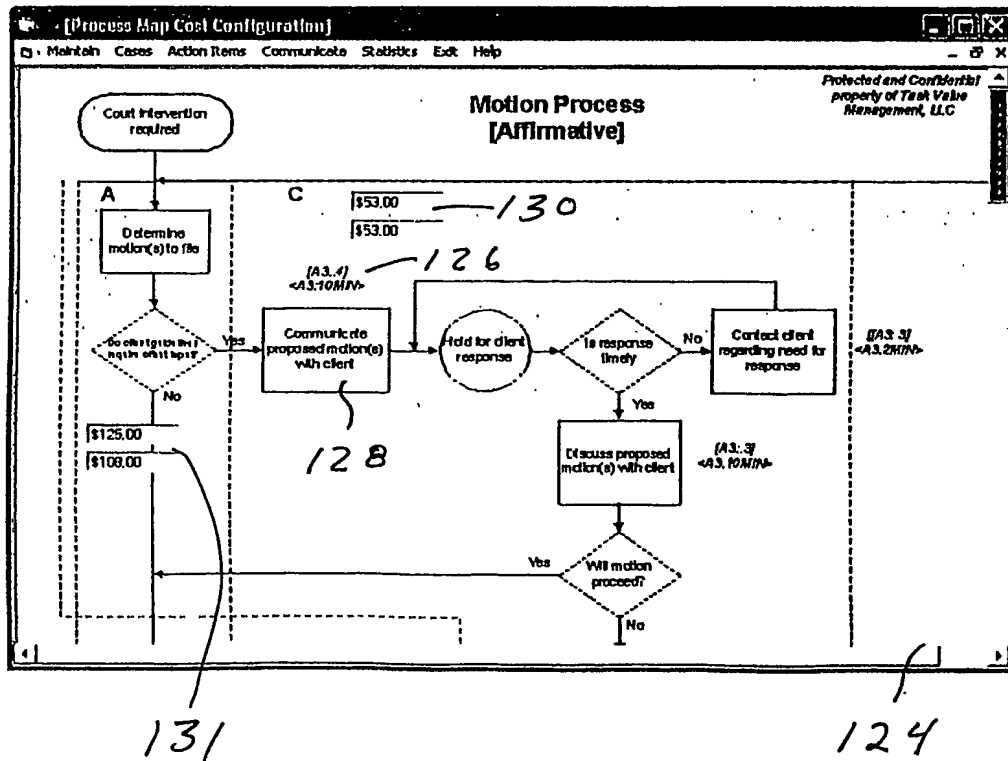 [Process Map Cost Configuration]
Maintain Cases Action Items Communicate Statistics Exit Help
Protected and Confidential
property of Task Value
Management, LLC
Motion Process
[Affirmative]
Court intervention
required
A
C
$53.00
130
$53.00
Determine
motion(s) to file
[A3:.4]
126
<A3:10MIN>
Yes
Communicate
proposed motion(s)
with client
Hold for client
response
Is response
timely
No
Contact client
regarding need for
response
[[A3: 3]
<A3.2MIN>
No
Yes
$125.00
$108.00
128
Discuss proposed
motion(s) with client
[A3:.3]
<A3.10MIN>
Yes
Will motion
proceed?
No
131
124